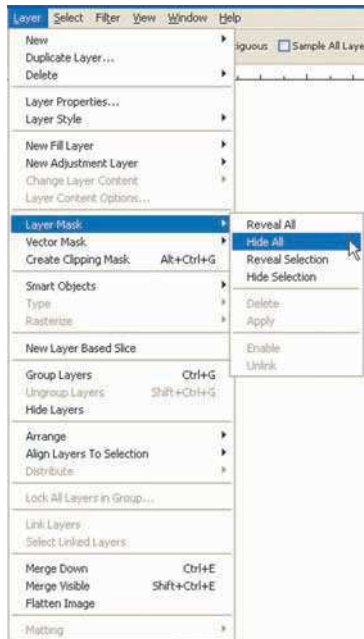 Layer Select Filter View Window Help
iguous Sample All Laye
New
Duplicate Layer...
Delete
Layer Properties...
Layer Style
New Fill Layer
New Adjustment Layer
Change Layer Content
Layer Content Options...
Layer Mask
Vector Mask
Create Clipping Mask Alt+Ctrl+G
Smart Objects
Type
Rasterize
New Layer Based Slice
Group Layers Ctrl+G
Ungroup Layers Shift+Ctrl+G
Hide Layers
Arrange
Align Layers To Selection
Distribute
Lock All Layers in Group...
Link Layers
Select Linked Layers
Merge Down Ctrl+E
Merge Visible Shift+Ctrl+E
Flatten Image
Matting
Reveal All
Hide All
Reveal Selection
Hide Selection
Delete
Apply
Enable
Unlink